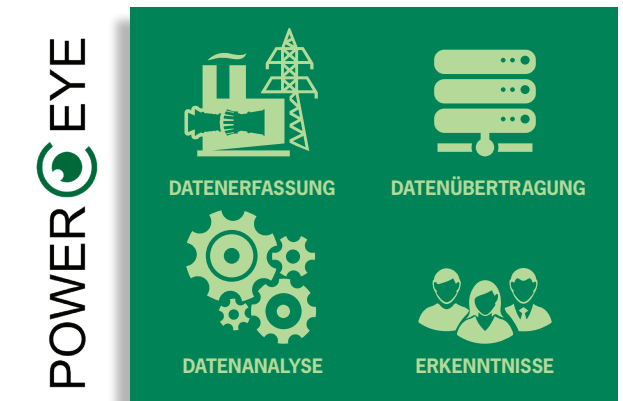 POWER EYE
DATENERFASSUNG
DATENÜBERTRAGUNG
DATENANALYSE
ERKENNTNISSE